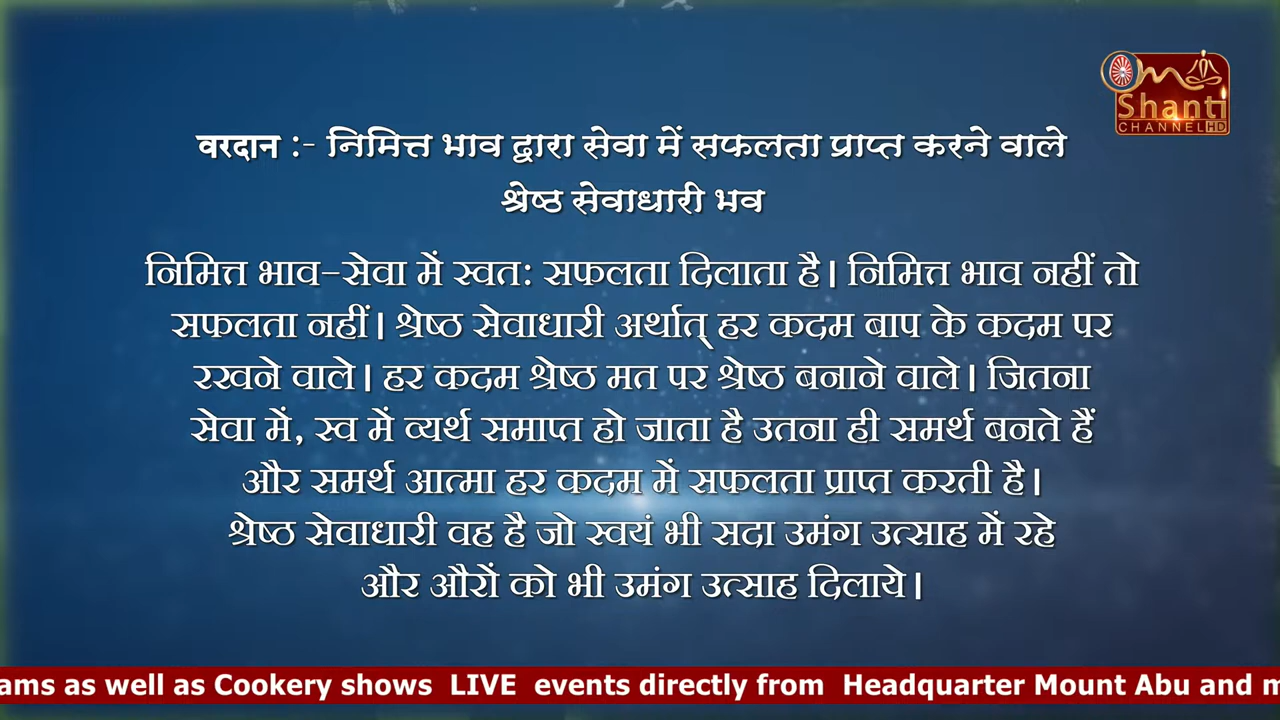 Om
Shanti
CHANNEL HD
वरदान :- निमित्त भाव द्वारा सेवा में सफलता प्राप्त करने वाले
श्रेष्ठ सेवाधारी भव
निमित्त भाव-सेवा में स्वत: सफलता दिलाता है। निमित्त भाव नहीं तो
सफलता नहीं। श्रेष्ठ सेवाधारी अर्थात् हर कदम बाप के कदम पर
रखने वाले। हर कदम श्रेष्ठ मत पर श्रेष्ठ बनाने वाले। जितना
सेवा में, स्व में व्यर्थ समाप्त हो जाता है उतना ही समर्थ बनते हैं
और समर्थ आत्मा हर कदम में सफलता प्राप्त करती है।
श्रेष्ठ सेवाधारी वह है जो स्वयं भी सदा उमंग उत्साह में रहे
और औरों को भी उमंग उत्साह दिलाये।
ams as well as Cookery shows LIVE events directly from Headquarter Mount Abu and m